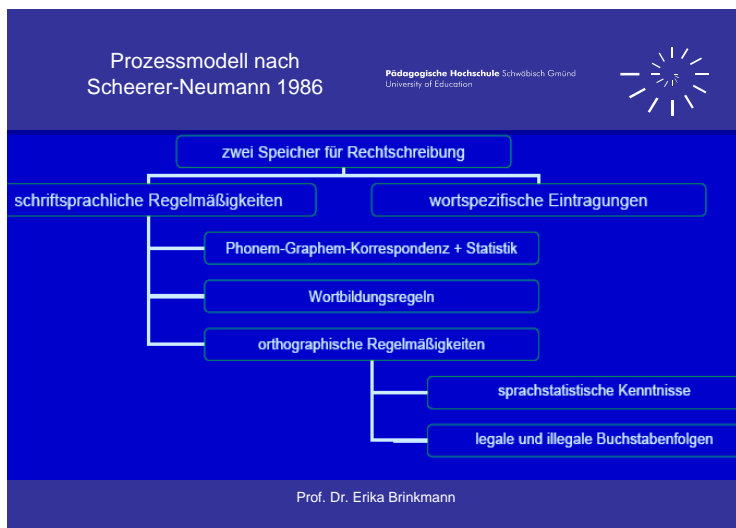 Prozessmodell nach
Scheerer-Neumann 1986
Pädagogische Hochschule Schwäbisch Gmünd
University of Education
zwei Speicher für Rechtschreibung
schriftsprachliche Regelmäßigkeiten
wortspezifische Eintragungen
Phonem-Graphem-Korrespondenz + Statistik
Wortbildungsregeln
orthographische Regelmäßigkeiten
sprachstatistische Kenntnisse
legale und illegale Buchstabenfolgen
Prof. Dr. Erika Brinkmann